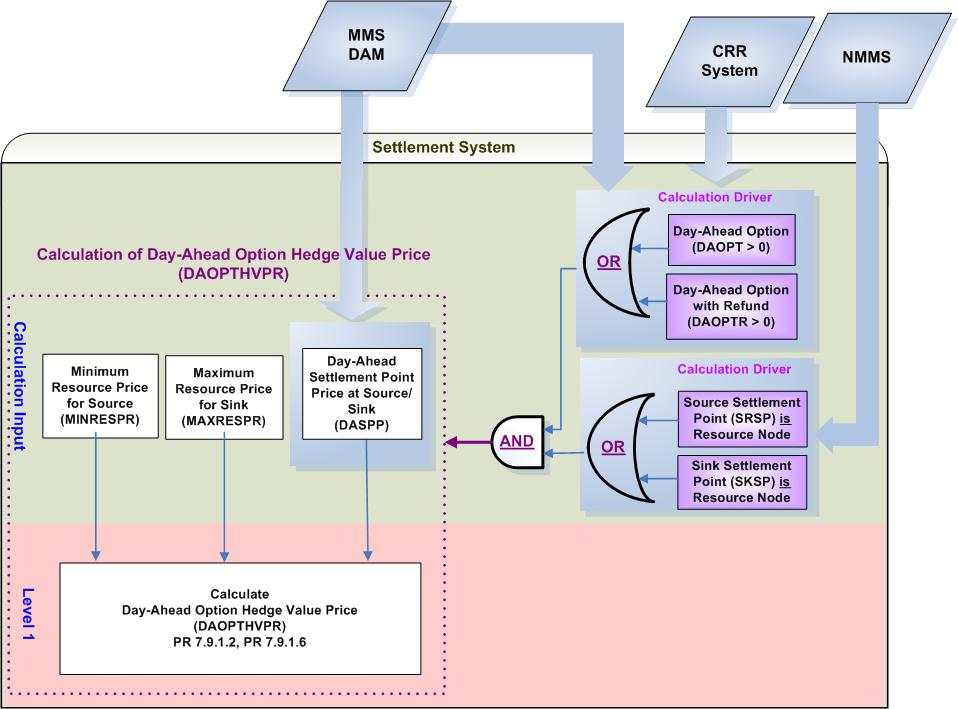 MMS
DAM
CRR
System
NMMS
Settlement System
Calculation Driver
Day-Ahead Option
(DAOPT > 0)
OR
Day-Ahead Option
with Refund
(DAOPTR > 0)
Calculation of Day-Ahead Option Hedge Value Price
(DAOPTHVPR)
Calculation Input
Minimum
Resource Price
for Source
(MINRESPR)
Maximum
Resource Price
for Sink
(MAXRESPR)
Day-Ahead
Settlement Point
Price at Source/
Sink
(DASPP)
AND
Calculation Driver
Source Settlement
Point (SRSP) is
Resource Node
OR
Sink Settlement
Point (SKSP) is
Resource Node
Level 1
Calculate
Day-Ahead Option Hedge Value Price
(DAOPTHVPR)
PR 7.9.1.2, PR 7.9.1.6